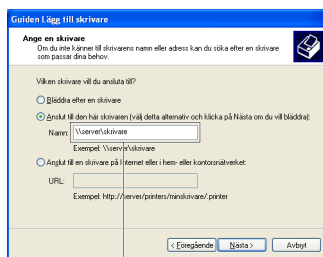 Guiden Lägg till skrivare
Ange en skrivare
Om du inte känner till skrivarens namn eller adress kan du söka efter en skrivare
som passar dina behov.
Vilken skrivare vill du ansluta till?
Bläddra efter en skrivare
Anslut till den här skrivaren (välj detta alternativ och klicka på Nästa om du vill bläddra):
Namn: \\server\skrivare
Exempel: \\server\skrivare
Anslut till en skrivare på Internet eller i hem- eller kontorsnätverket:
URL:
Exempel: http://server/printers/minskrivare/.printer
< Föregående
Nästa >
Avbryt